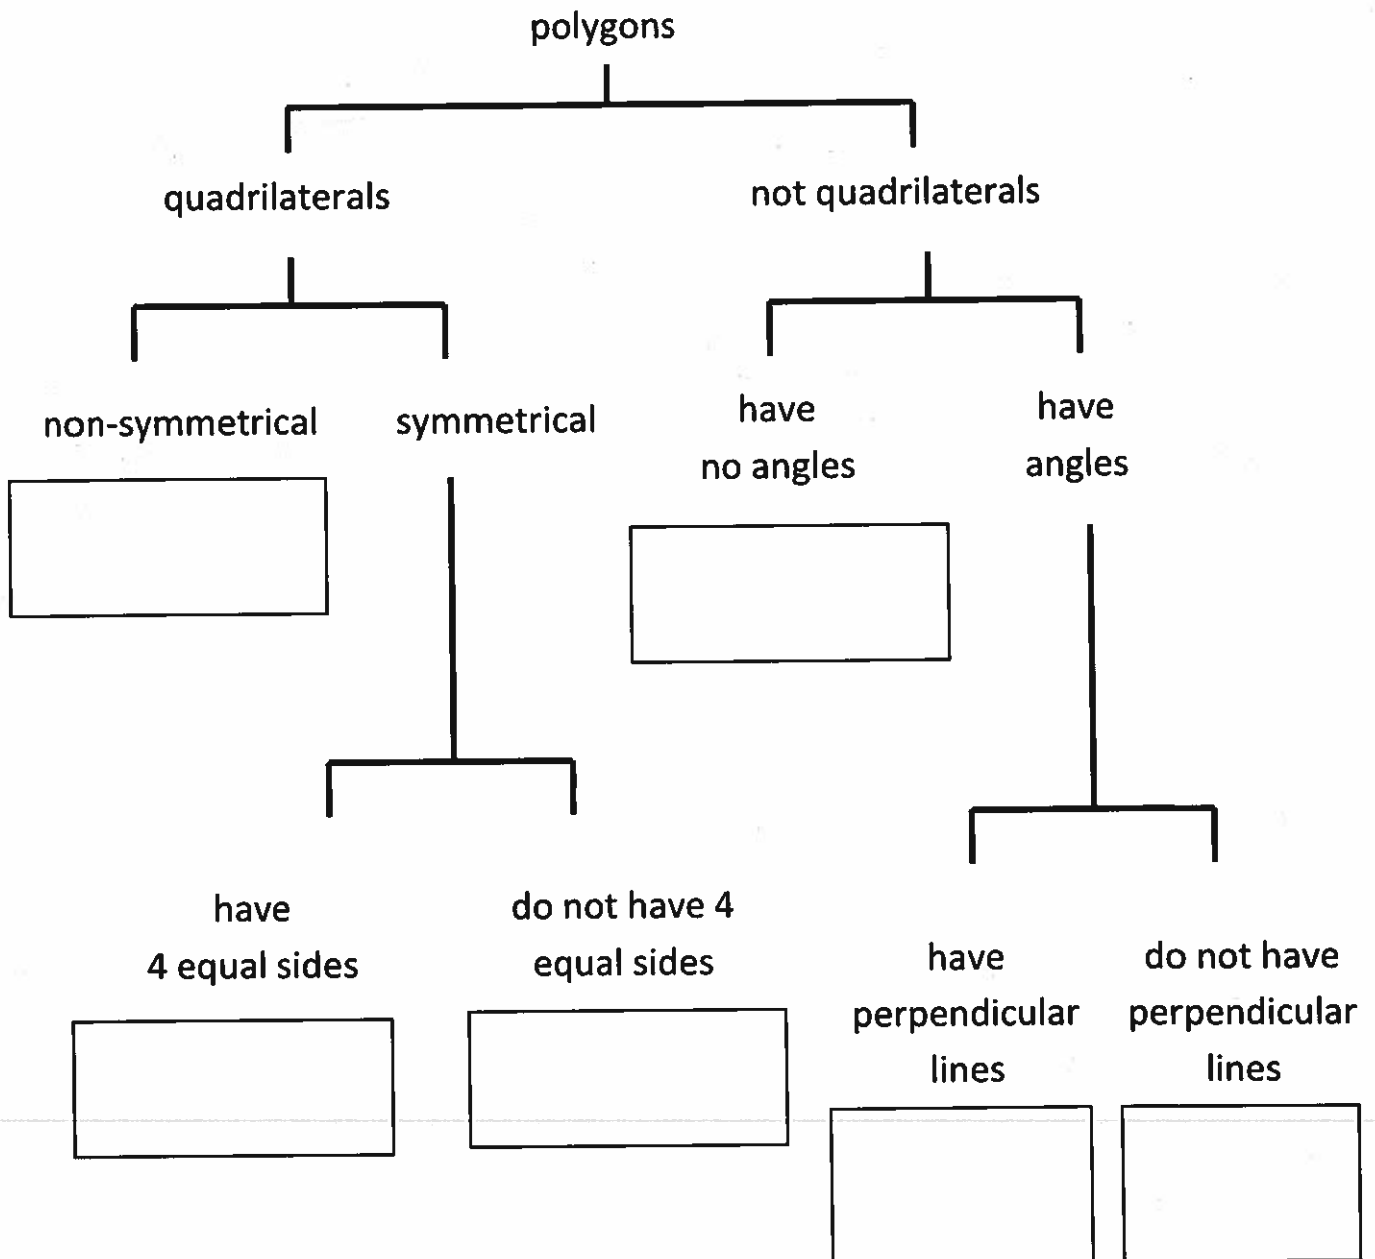 polygons
quadrilaterals
not quadrilaterals
non-symmetrical
symmetrical
have
no angles
have
angles
have
4 equal sides
do not have 4
equal sides
have
perpendicular
lines
do not have
perpendicular
lines